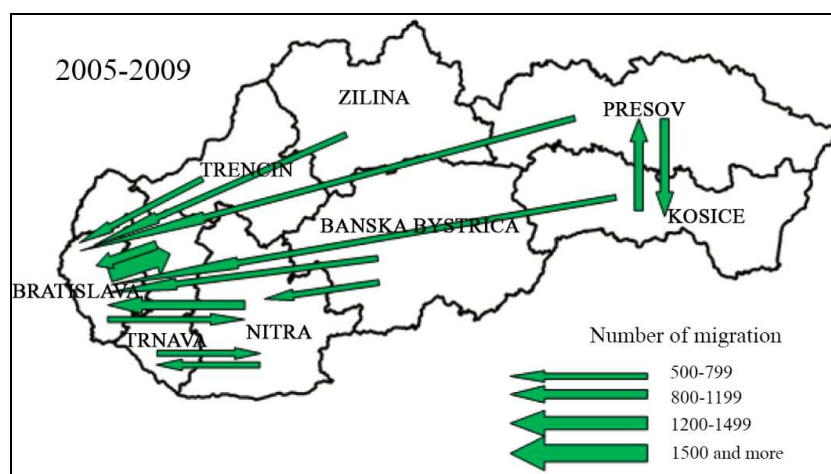 2005-2009
ZILINA
PRESOV
TRENCIN
KOSICE
BANSKA BYSTRICA
BRATISLAVA
TRNAVA
NITRA
Number of migration
500-799
800-1199
1200-1499
1500 and more